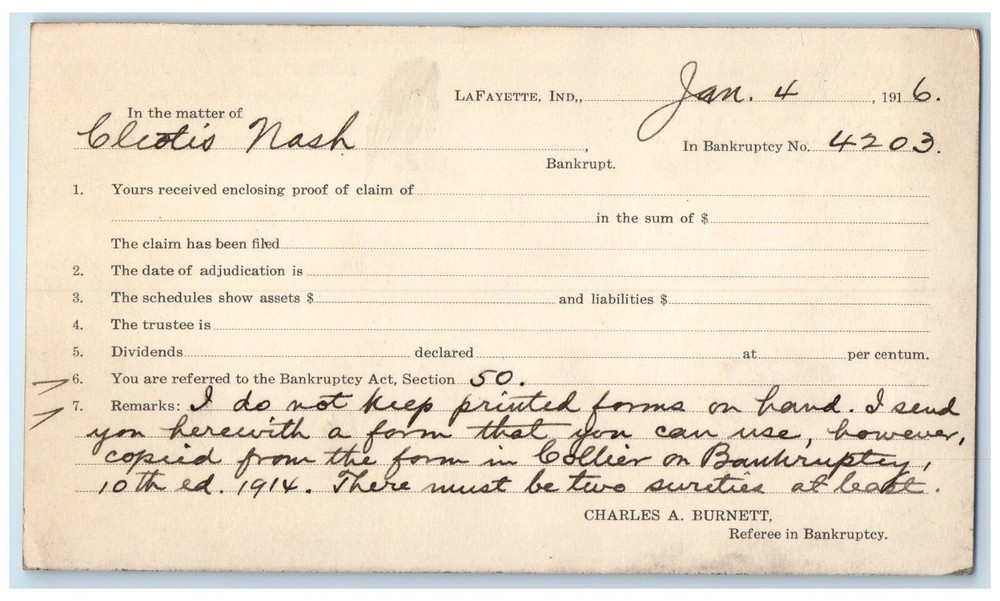 LaFayette, Ind., Jan. 4, 1916.
In the matter of
Cleotis Nash,
Bankrupt.
In Bankruptcy No. 4203.
1. Yours received enclosing proof of claim of
in the sum of $
The claim has been filed
2. The date of adjudication is
3. The schedules show assets $ and liabilities $
4. The trustee is
5. Dividends declared at per centum.
6. You are referred to the Bankruptcy Act, Section 50.
7. Remarks: I do not keep printed forms on hand. I send
you herewith a form that you can use, however,
copied from the form in Collier on Bankruptcy,
10th ed. 1914. There must be two sureties at least.
CHARLES A. BURNETT,
Referee in Bankruptcy.